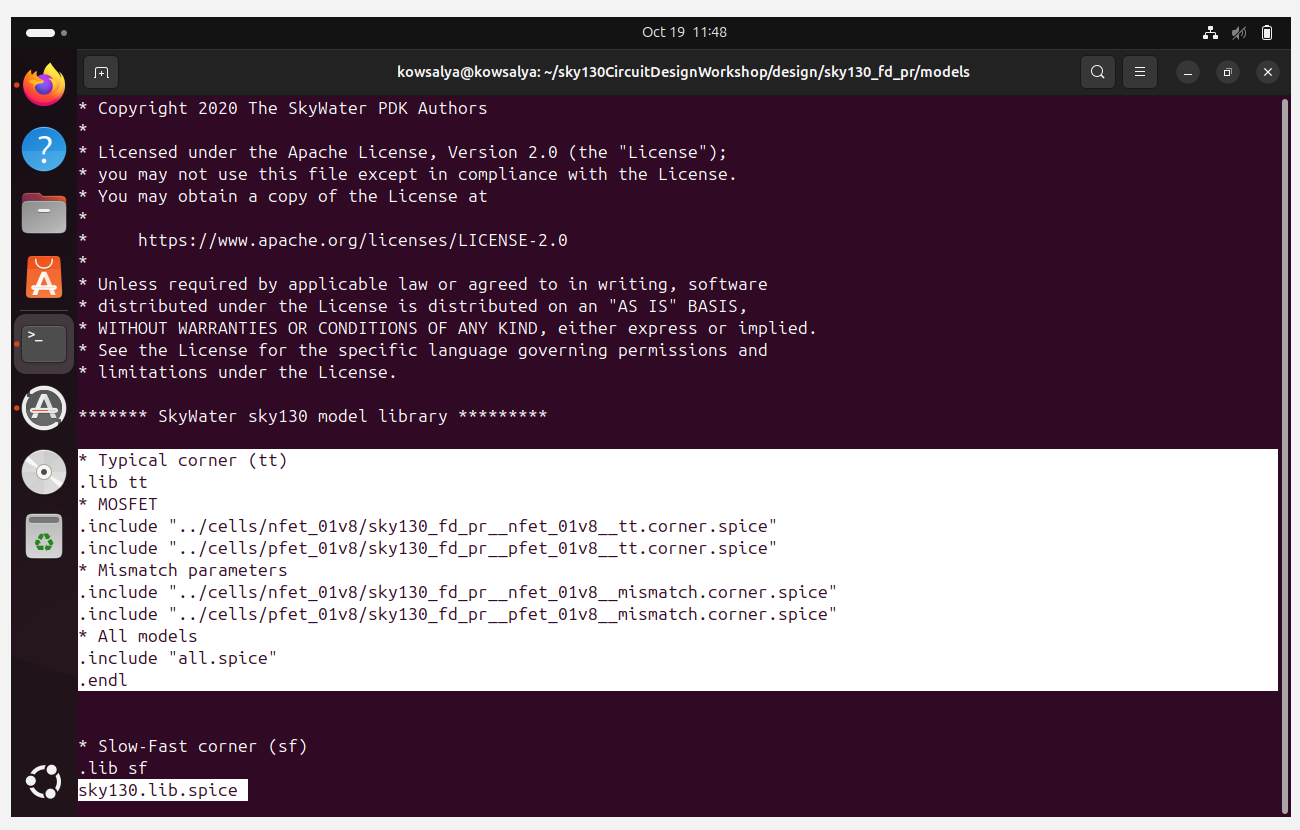 Oct 19 11:48
kowsalya@kowsalya: ~/sky130CircuitDesignWorkshop/design/sky130_fd_pr/models
* Copyright 2020 The SkyWater PDK Authors
*
* Licensed under the Apache License, Version 2.0 (the "License");
* you may not use this file except in compliance with the License.
* You may obtain a copy of the License at
*
*     https://www.apache.org/licenses/LICENSE-2.0
*
* Unless required by applicable law or agreed to in writing, software
* distributed under the License is distributed on an "AS IS" BASIS,
* WITHOUT WARRANTIES OR CONDITIONS OF ANY KIND, either express or implied.
* See the License for the specific language governing permissions and
* limitations under the License.
******* SkyWater sky130 model library *********
* Typical corner (tt)
.lib tt
* MOSFET
.include "../cells/nfet_01v8/sky130_fd_pr__nfet_01v8__tt.corner.spice"
.include "../cells/pfet_01v8/sky130_fd_pr__pfet_01v8__tt.corner.spice"
* Mismatch parameters
.include "../cells/nfet_01v8/sky130_fd_pr__nfet_01v8__mismatch.corner.spice"
.include "../cells/pfet_01v8/sky130_fd_pr__pfet_01v8__mismatch.corner.spice"
* All models
.include "all.spice"
.endl
* Slow-Fast corner (sf)
.lib sf
sky130.lib.spice